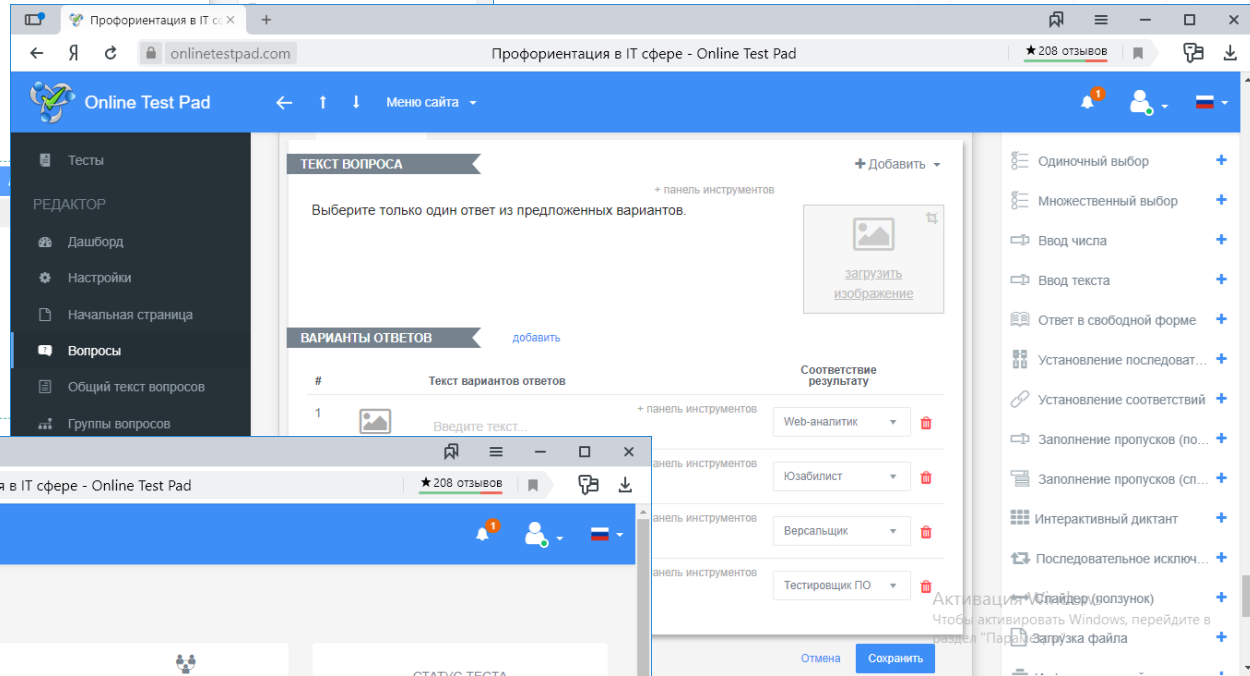 Профориентация в IT сс
onlinetestpad.com
Профориентация в IT сфере - Online Test Pad
★208 отзывов
Online Test Pad
Меню сайта
1
Тесты
РЕДАКТОР
Дашборд
Настройки
Начальная страница
Вопросы
Общий текст вопросов
Группы вопросов
ТЕКСТ ВОПРОСА
+ Добавить
+ панель инструментов
Выберите только один ответ из предложенных вариантов.
загрузить
изображение
ВАРИАНТЫ ОТВЕТОВ
добавить
# Текст вариантов ответов Соответствие
результату
1 Введите текст...
+ панель инструментов
Web-аналитик
анель инструментов
Юзабилист
анель инструментов
Версальщик
анель инструментов
Тестировщик ПО
Отмена
Сохранить
Одиночный выбор
Множественный выбор
Ввод числа
Ввод текста
Ответ в свободной форме
Установление последоват...
Установление соответствий
Заполнение пропусков (по...
Заполнение пропусков (сп...
Интерактивный диктант
Последовательное исключ...
Слайдер (ползунок)
Загрузка файла
Активация Windows
Чтобы активировать Windows, перейдите в
раздел "Параметры".
я в IT сфере - Online Test Pad
★208 отзывов
1
СТАТУС ТЕСТА